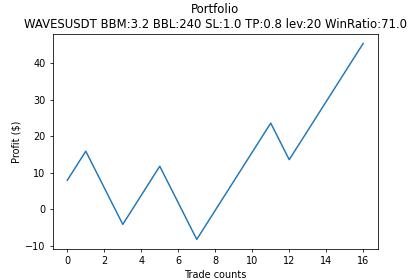 Portfolio
WAVESUSDT BBM:3.2 BBL:240 SL:1.0 TP:0.8 lev:20 WinRatio:71.0
Profit ($)
40
30
20
10
0
−10
0 2 4 6 8 10 12 14 16
Trade counts